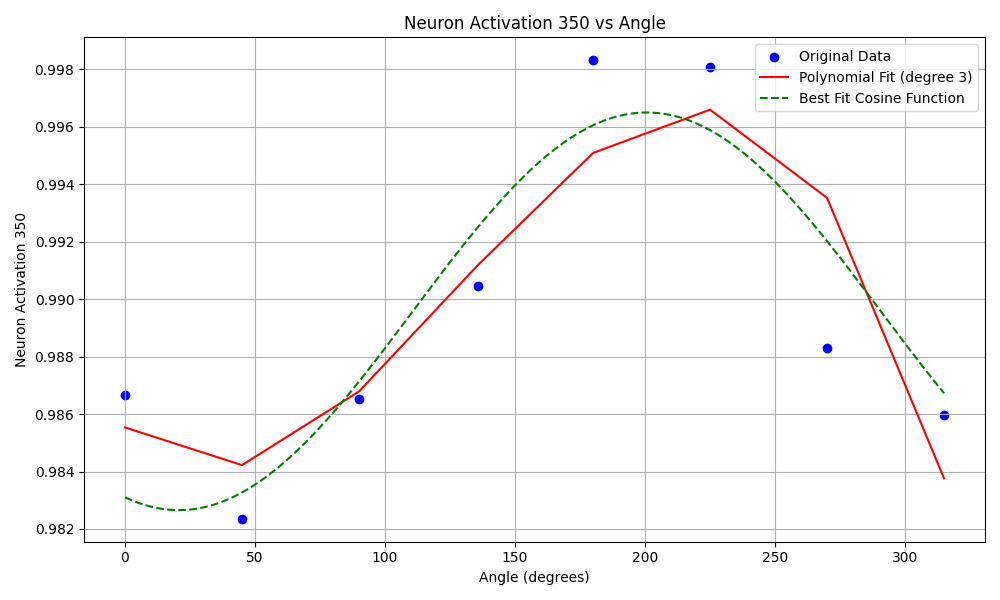 Neuron Activation 350 vs Angle
Original Data
Polynomial Fit (degree 3)
Best Fit Cosine Function
Neuron Activation 350
0.998
0.996
0.994
0.992
0.990
0.988
0.986
0.984
0.982
0 50 100 150 200 250 300
Angle (degrees)